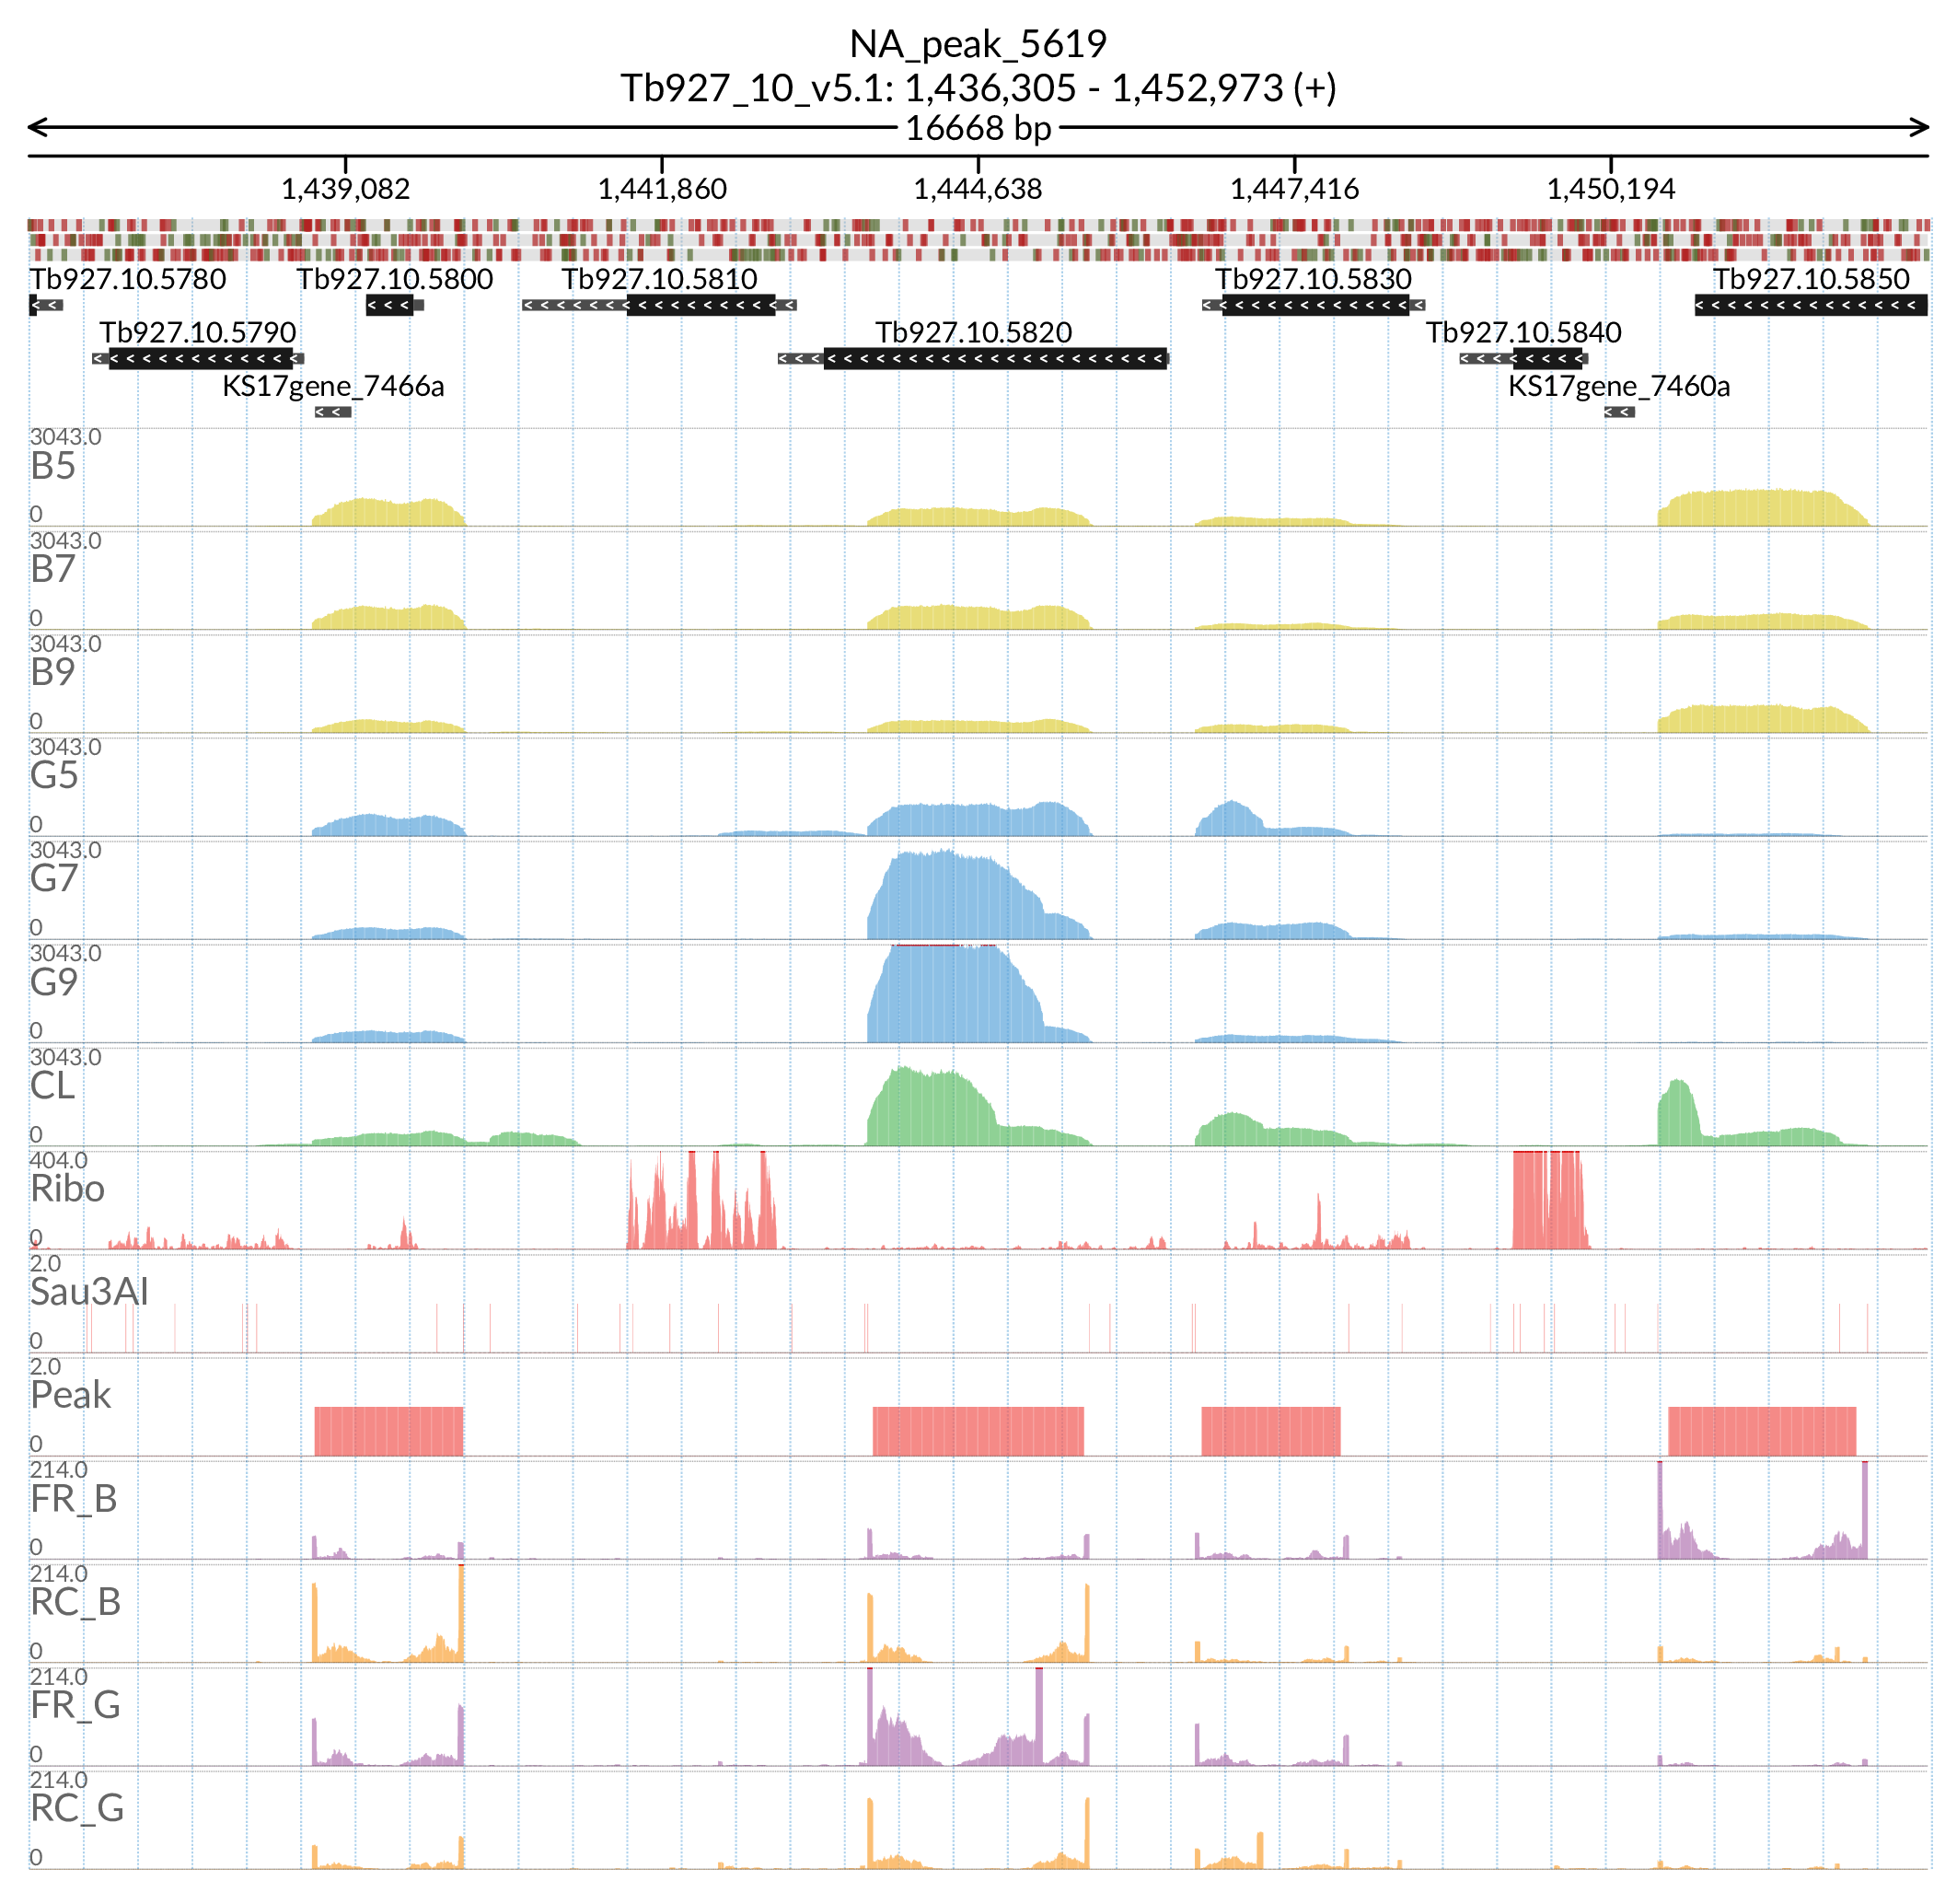 NA_peak_5619
Tb927_10_v5.1: 1,436,305 - 1,452,973 (+)
16668 bp
1,439,082 1,441,860 1,444,638 1,447,416 1,450,194
Tb927.10.5780 Tb927.10.5800 Tb927.10.5810 Tb927.10.5830 Tb927.10.5850
Tb927.10.5790 Tb927.10.5820 Tb927.10.5840
KS17gene_7466a KS17gene_7460a
3043.0
B5
0
3043.0
B7
0
3043.0
B9
0
3043.0
G5
0
3043.0
G7
0
3043.0
G9
0
3043.0
CL
0
404.0
Ribo
0
2.0
Sau3AI
0
2.0
Peak
0
214.0
FR_B
0
214.0
RC_B
0
214.0
FR_G
0
214.0
RC_G
0